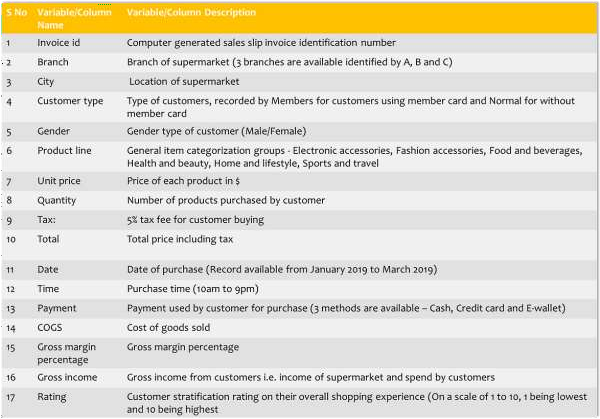 S No Variable/Column Variable/Column Description
Name
1 Invoice id Computer generated sales slip invoice identification number
2 Branch Branch of supermarket (3 branches are available identified by A, B and C)
3 City Location of supermarket
4 Customer type Type of customers, recorded by Members for customers using member card and Normal for without
member card
5 Gender Gender type of customer (Male/Female)
6 Product line General item categorization groups - Electronic accessories, Fashion accessories, Food and beverages,
Health and beauty, Home and lifestyle, Sports and travel
7 Unit price Price of each product in $
8 Quantity Number of products purchased by customer
9 Tax: 5% tax fee for customer buying
10 Total Total price including tax
11 Date Date of purchase (Record available from January 2019 to March 2019)
12 Time Purchase time (10am to 9pm)
13 Payment Payment used by customer for purchase (3 methods are available – Cash, Credit card and E-wallet)
14 COGS Cost of goods sold
15 Gross margin Gross margin percentage
percentage
16 Gross income Gross income from customers i.e. income of supermarket and spend by customers
17 Rating Customer stratification rating on their overall shopping experience (On a scale of 1 to 10, 1 being lowest
and 10 being highest